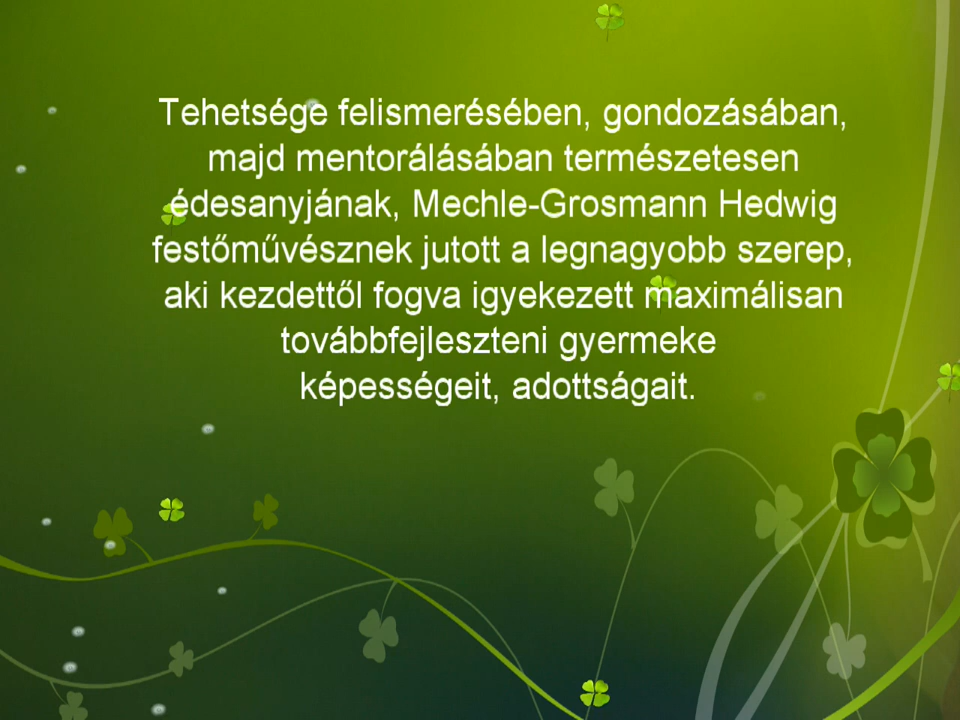 Tehetsége felismerésében, gondozásában,
majd mentorálásában természetesen
édesanyjának, Mechle-Grosmann Hedwig
festőművésznek jutott a legnagyobb szerep,
aki kezdettől fogva igyekezett maximálisan
továbbfejleszteni gyermeke
képességeit, adottságait.